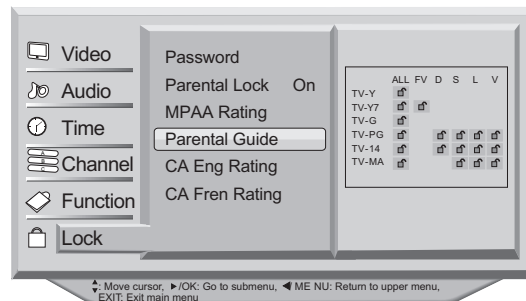 Video
Audio
Time
Channel
Function
Lock
Password
Parental Lock On
MPAA Rating
Parental Guide
CA Eng Rating
CA Fren Rating
ALL FV D S L V
TV-Y
TV-Y7
TV-G
TV-PG
TV-14
TV-MA
: Move cursor, ►/OK: Go to submenu, ◄ ME NU: Return to upper menu,
EXIT: Exit main menu